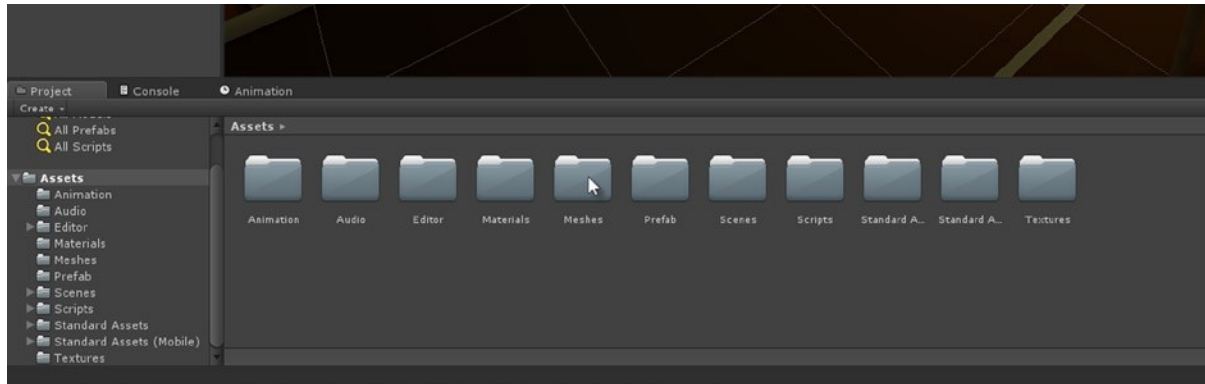 Project Console Animation
Create
All Prefabs
All Scripts
Assets
Animation
Audio
Editor
Materials
Meshes
Prefab
Scenes
Scripts
Standard Assets
Standard Assets (Mobile)
Textures
Assets
Animation Audio Editor Materials Meshes Prefab Scenes Scripts Standard A... Standard A... Textures